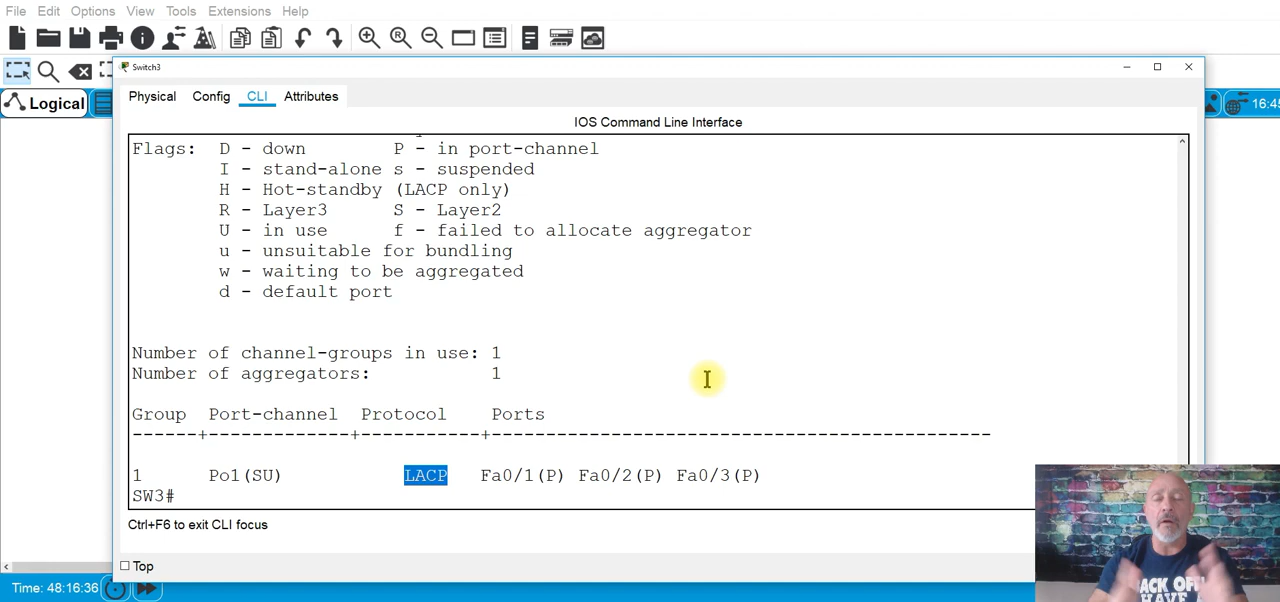 File Edit Options View Tools Extensions Help
Switch3
Logical
16:45
Physical Config CLI Attributes
IOS Command Line Interface
Flags: D - down P - in port-channel
I - stand-alone s - suspended
H - Hot-standby (LACP only)
R - Layer3 S - Layer2
U - in use f - failed to allocate aggregator
u - unsuitable for bundling
w - waiting to be aggregated
d - default port
Number of channel-groups in use: 1
Number of aggregators: 1
Group Port-channel Protocol Ports
------+-------------+-----------+----------------------------------------------
1 Po1(SU) LACP Fa0/1(P) Fa0/2(P) Fa0/3(P)
SW3#
Ctrl+F6 to exit CLI focus
Top
Time: 48:16:36
HAVE A